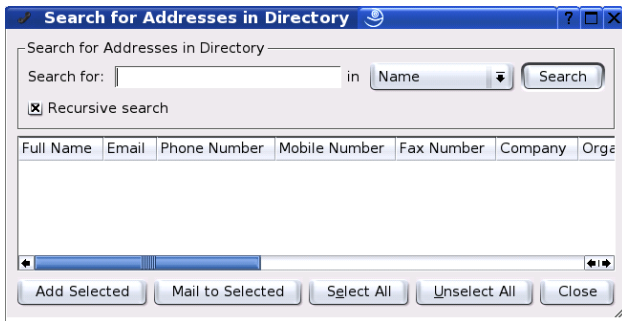 Search for Addresses in Directory
Search for Addresses in Directory
Search for: in Name Search
Recursive search
Full Name Email Phone Number Mobile Number Fax Number Company Orga
Add Selected Mail to Selected Select All Unselect All Close